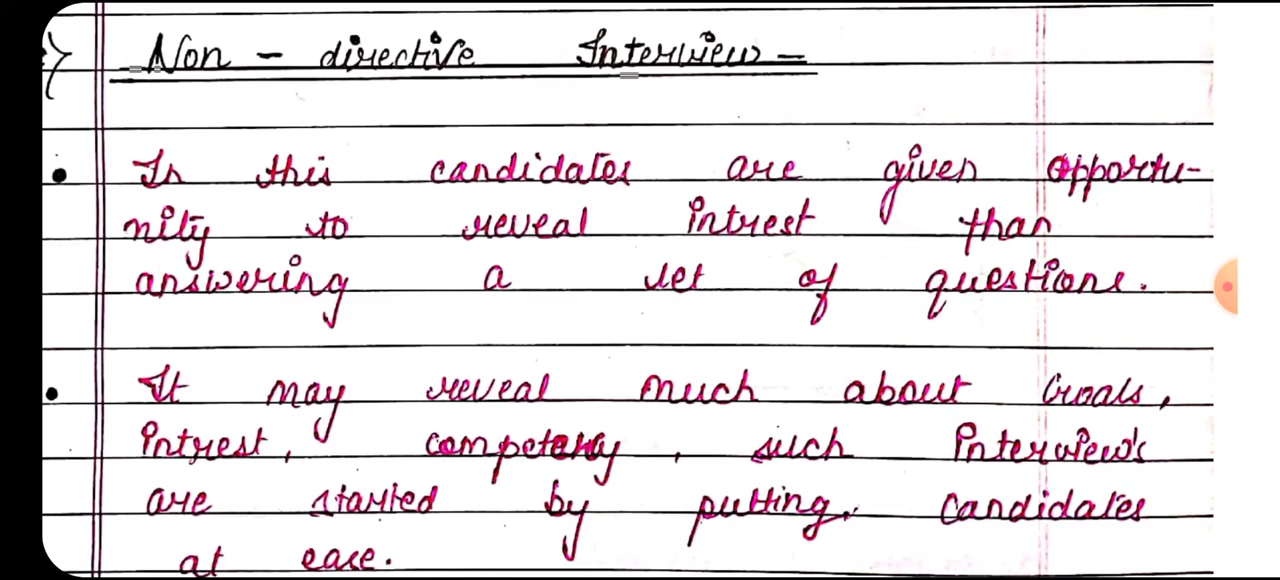 Non - directive Interview -
In this candidates are given opportu-
nity to reveal intrest than
answering a set of questions.
It may reveal much about Goals,
intrest, competency, such interview's
are started by putting, candidates
at ease.